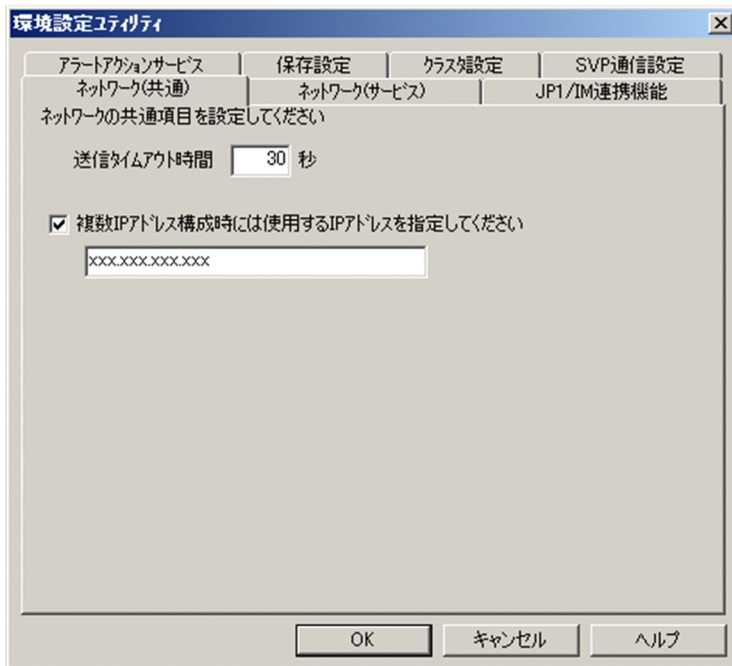 環境設定ユティリティ
アラートアクションサービス
保存設定
クラスタ設定
SVP通信設定
ネットワーク(共通)
ネットワーク(サービス)
JP1/IM連携機能
ネットワークの共通項目を設定してください
送信タイムアウト時間 30 秒
複数IPアドレス構成時には使用するIPアドレスを指定してください
xxx.xxx.xxx.xxx
OK
キャンセル
ヘルプ